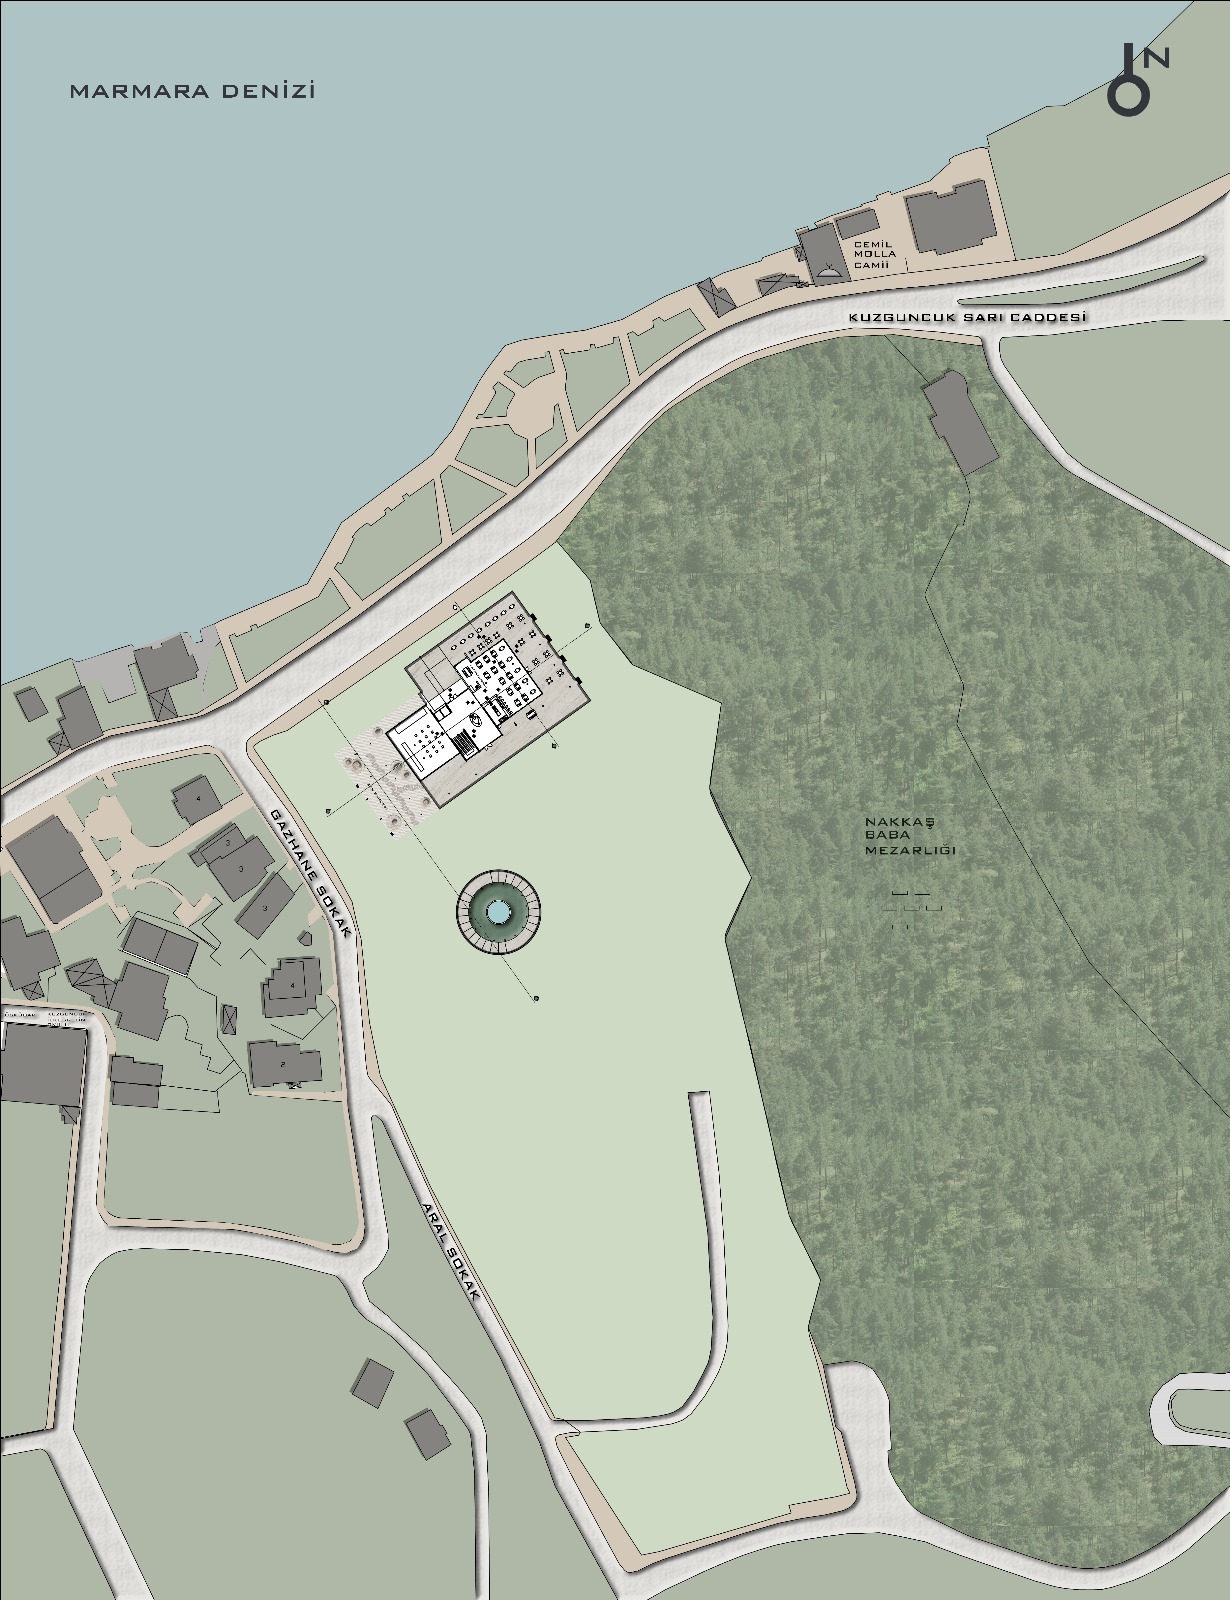 MARMARA DENİZİ
N
CEMİL
MOLLA
CAMİİ
KUZGUNCUK SARI CADDESİ
4
3
3
3
GAZHANE SOKAK
NAKKAŞ
BABA
MEZARLIĞI
4
ÜSKÜDAR
2
ARAL SOKAK